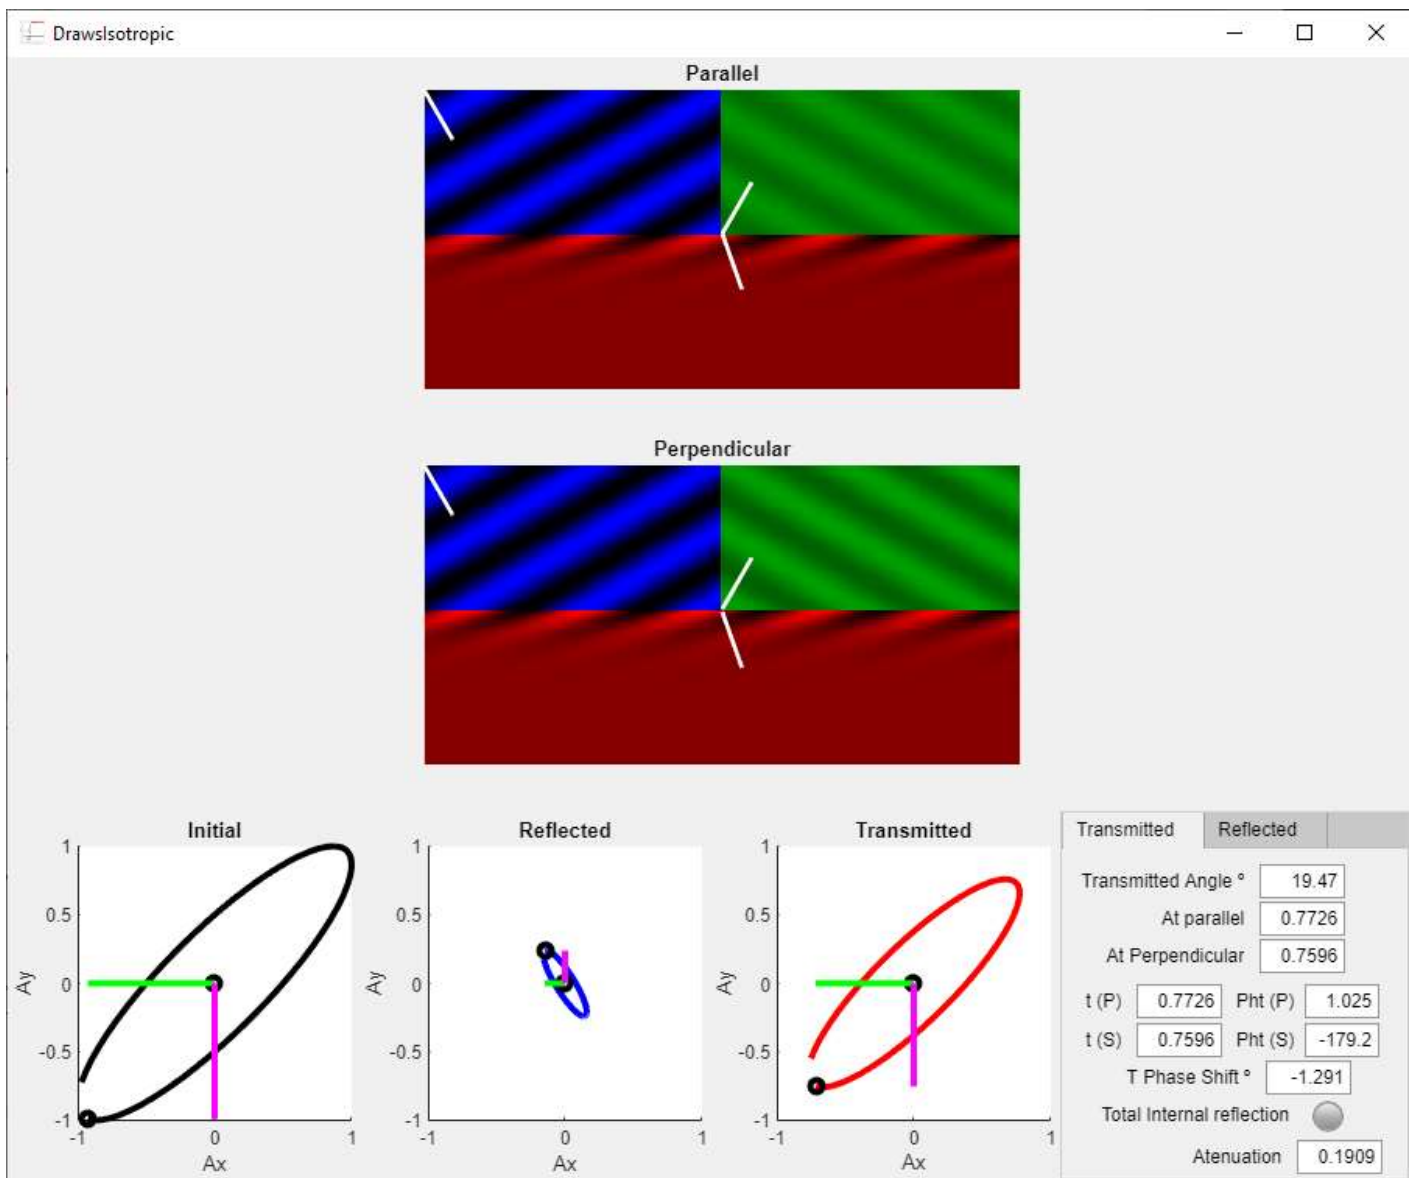 DrawsIsotropic
Parallel
Perpendicular
Initial
1
0.5
0
-0.5
-1
Ay
-1 0 1
Ax
Reflected
1
0.5
0
-0.5
-1
Ay
-1 0 1
Ax
Transmitted
1
0.5
0
-0.5
-1
Ay
-1 0 1
Ax
Transmitted Reflected
Transmitted Angle º 19.47
At parallel 0.7726
At Perpendicular 0.7596
t (P) 0.7726 Pht (P) 1.025
t (S) 0.7596 Pht (S) -179.2
T Phase Shift º -1.291
Total Internal reflection
Atenuation 0.1909